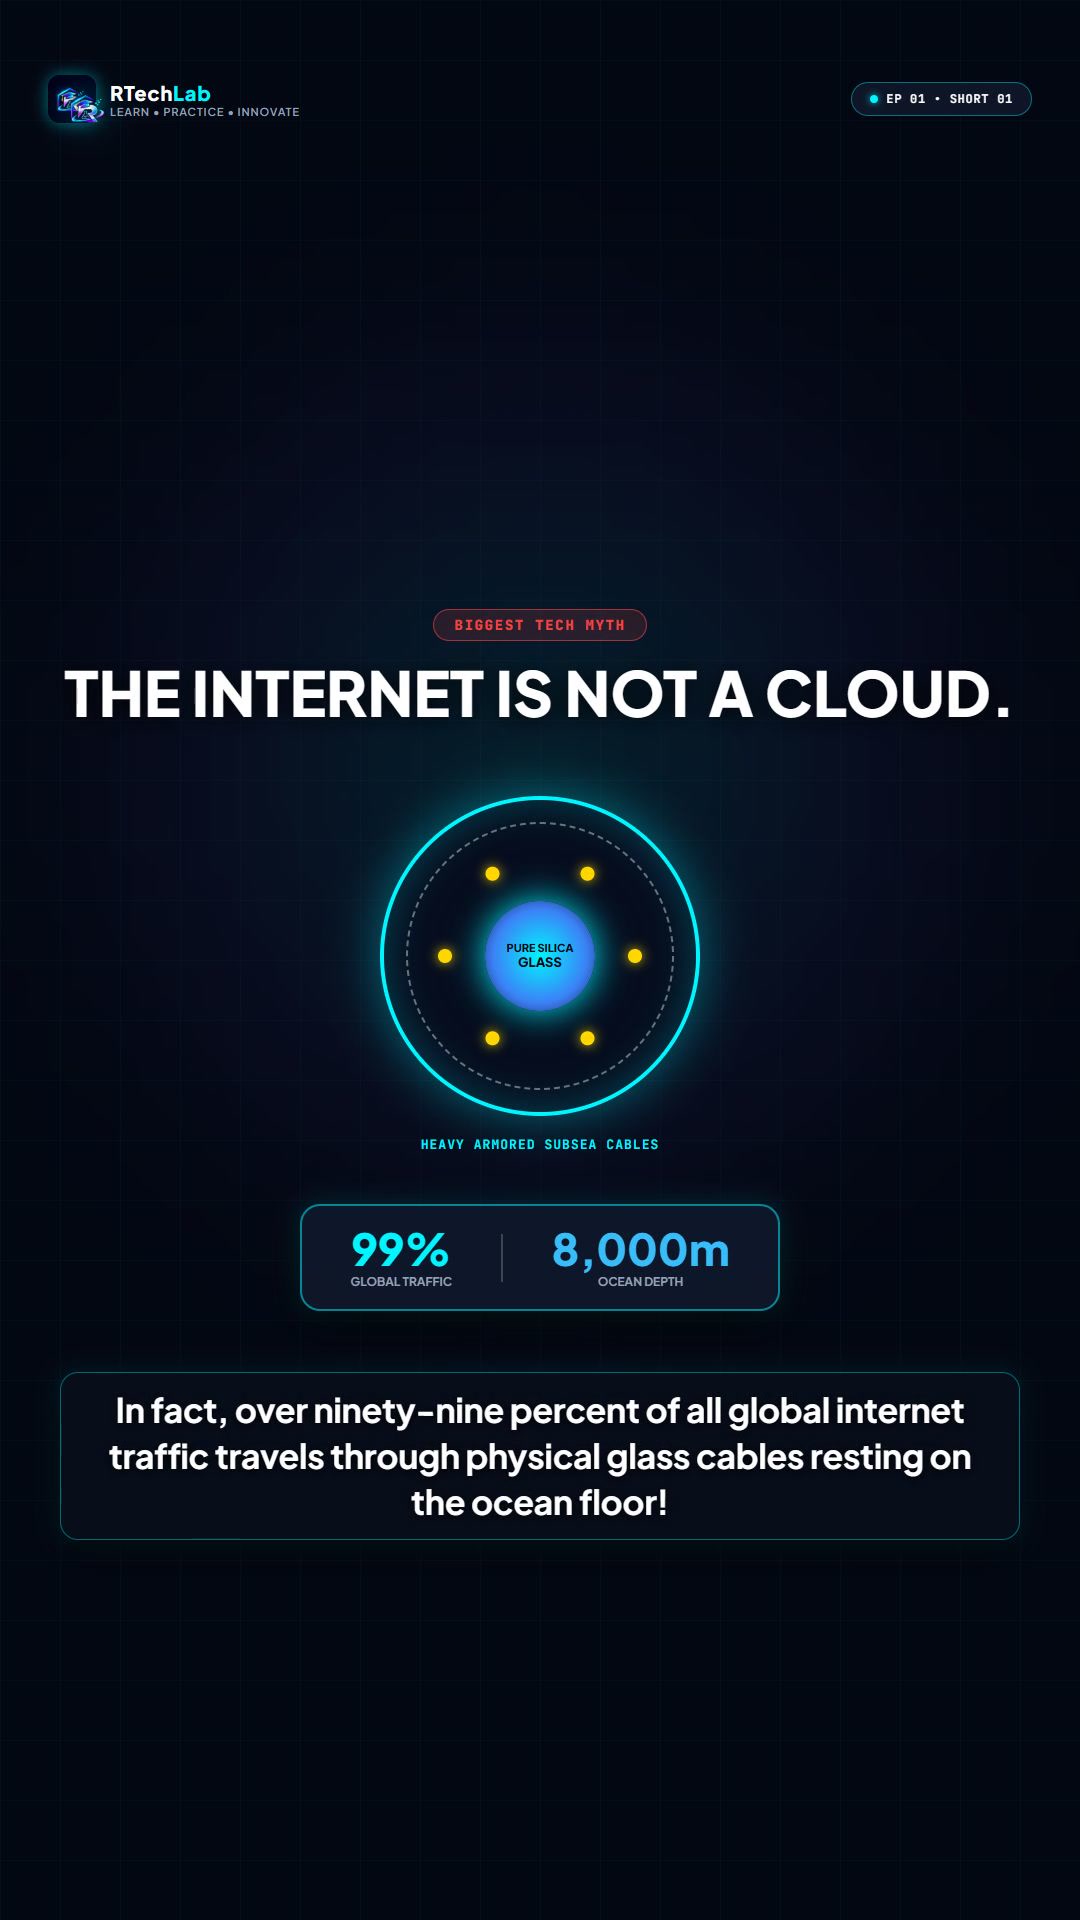 RTechLab
LEARN • PRACTICE • INNOVATE
EP 01 • SHORT 01
BIGGEST TECH MYTH
THE INTERNET IS NOT A CLOUD.
PURE SILICA
GLASS
HEAVY ARMORED SUBSEA CABLES
99%
GLOBAL TRAFFIC
8,000m
OCEAN DEPTH
In fact, over ninety-nine percent of all global internet
traffic travels through physical glass cables resting on
the ocean floor!